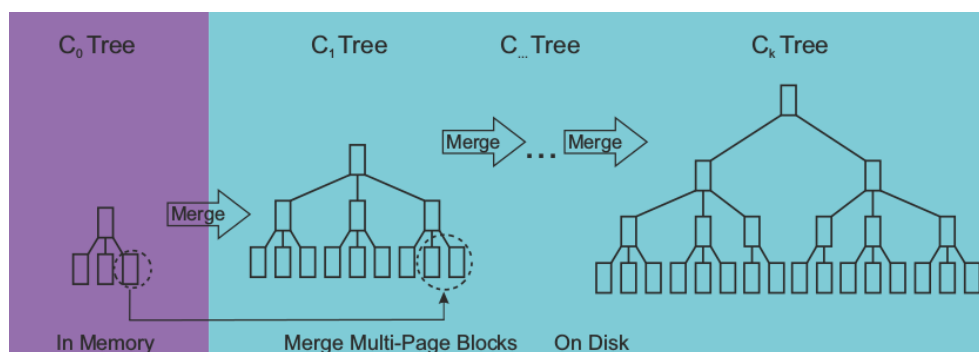 C₀ Tree
C₁ Tree
C... Tree
Cₖ Tree
Merge
Merge
...
Merge
In Memory
Merge Multi-Page Blocks
On Disk